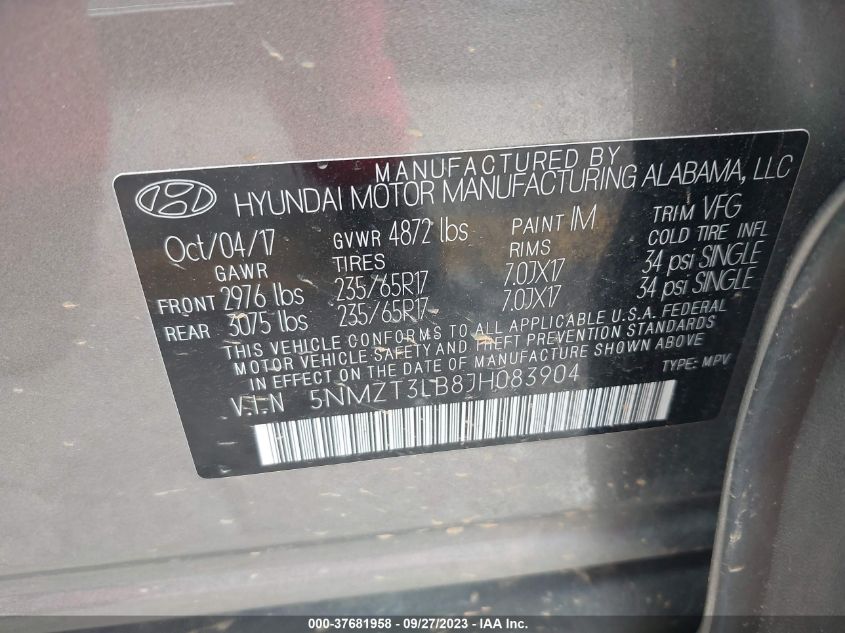 MANUFACTURED BY
HYUNDAI MOTOR MANUFACTURING ALABAMA, LLC
Oct/04/17 GVWR 4872 lbs PAINT IM TRIM VFG
GAWR TIRES RIMS COLD TIRE INFL
FRONT 2976 lbs 235/65R17 7.0JX17 34 psi SINGLE
REAR 3075 lbs 235/65R17 7.0JX17 34 psi SINGLE
THIS VEHICLE CONFORMS TO ALL APPLICABLE U.S.A. FEDERAL
MOTOR VEHICLE SAFETY AND THEFT PREVENTION STANDARDS
IN EFFECT ON THE DATE OF MANUFACTURE SHOWN ABOVE
V.I.N 5NMZT3LB8JH083904 TYPE: MPV
000-37681958 - 09/27/2023 - IAA Inc.